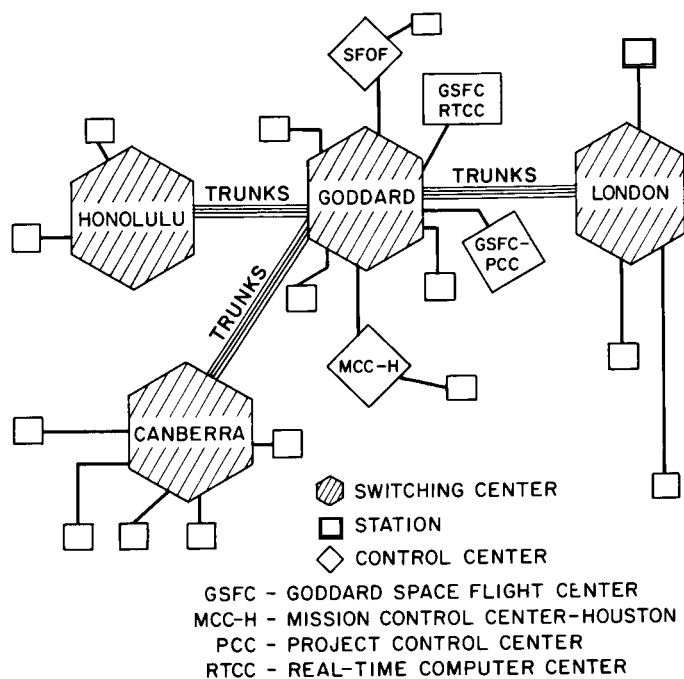 SFOF
GSFC
RTCC
TRUNKS
TRUNKS
HONOLULU
GODDARD
LONDON
GSFC-
PCC
TRUNKS
MCC-H
CANBERRA
SWITCHING CENTER
STATION
CONTROL CENTER
GSFC - GODDARD SPACE FLIGHT CENTER
MCC-H - MISSION CONTROL CENTER-HOUSTON
PCC - PROJECT CONTROL CENTER
RTCC - REAL-TIME COMPUTER CENTER